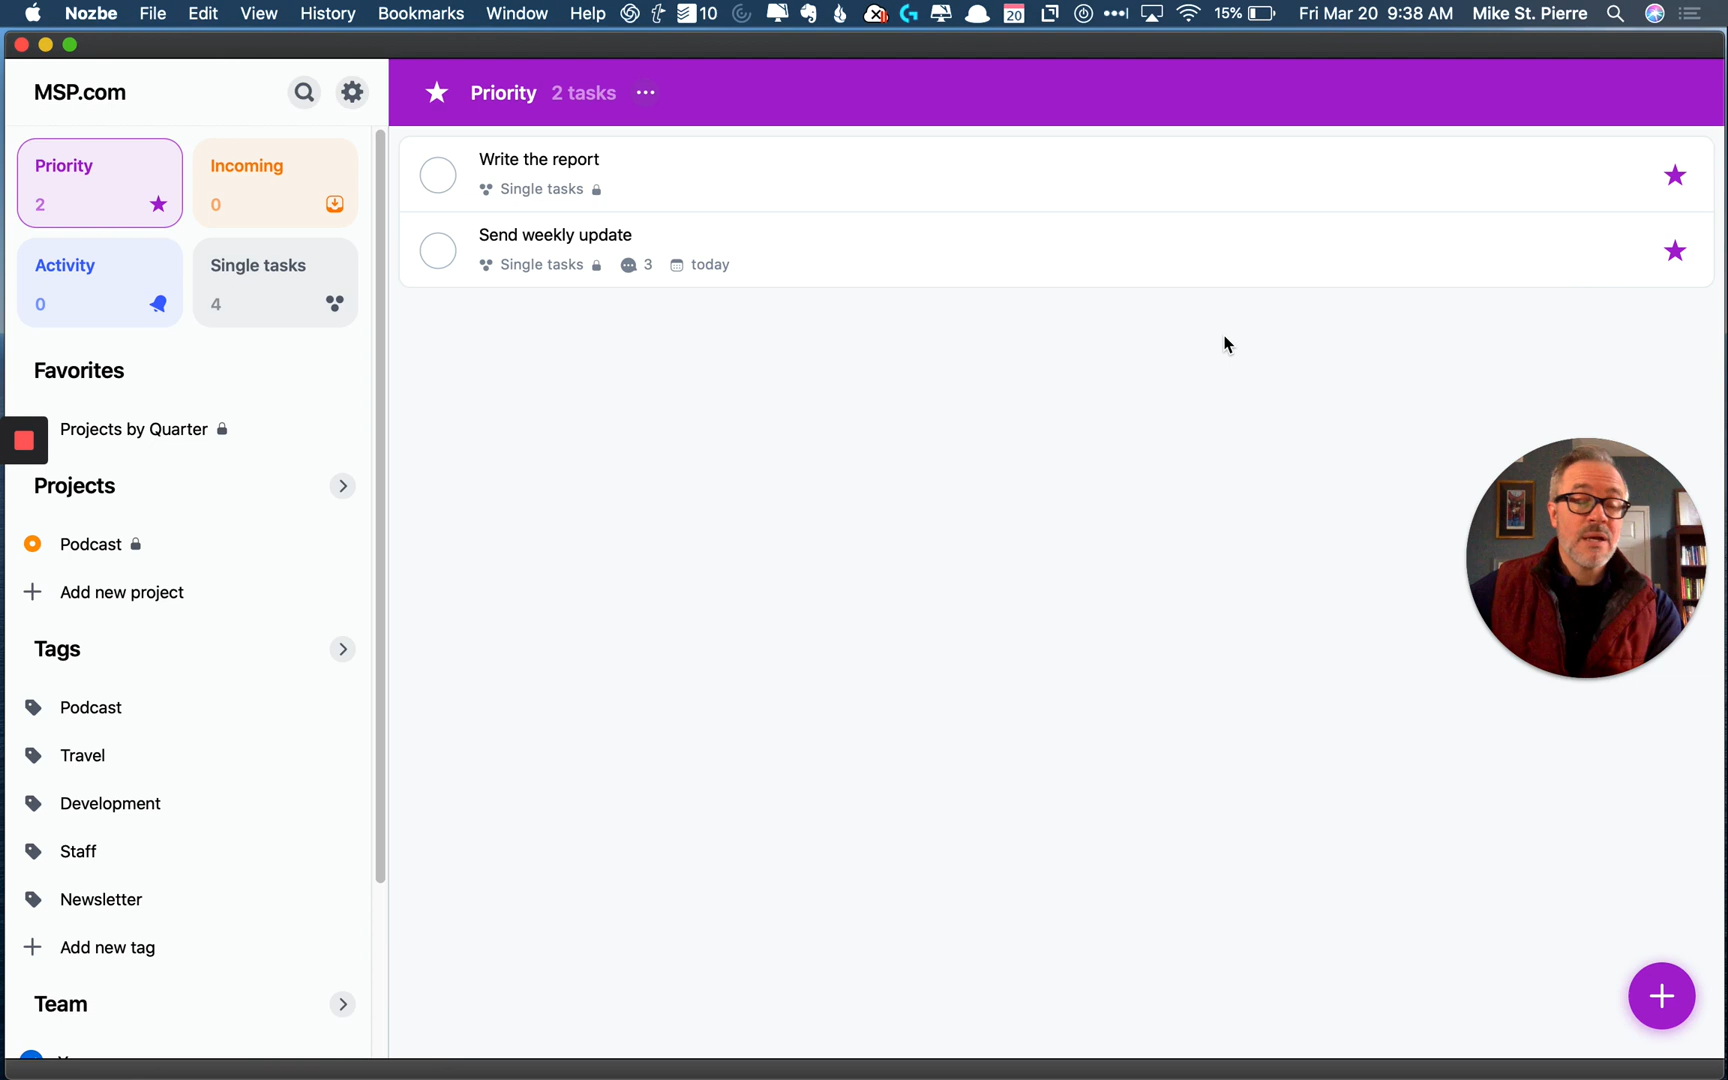 Nozbe File Edit View History Bookmarks Window Help 10 20 15% Fri Mar 20 9:38 AM Mike St. Pierre
MSP.com
Priority 2 tasks
Priority
2
Incoming
0
Activity
0
Single tasks
4
Write the report
Single tasks
Send weekly update
Single tasks 3 today
Favorites
Projects by Quarter
Projects
Podcast
Add new project
Tags
Podcast
Travel
Development
Staff
Newsletter
Add new tag
Team